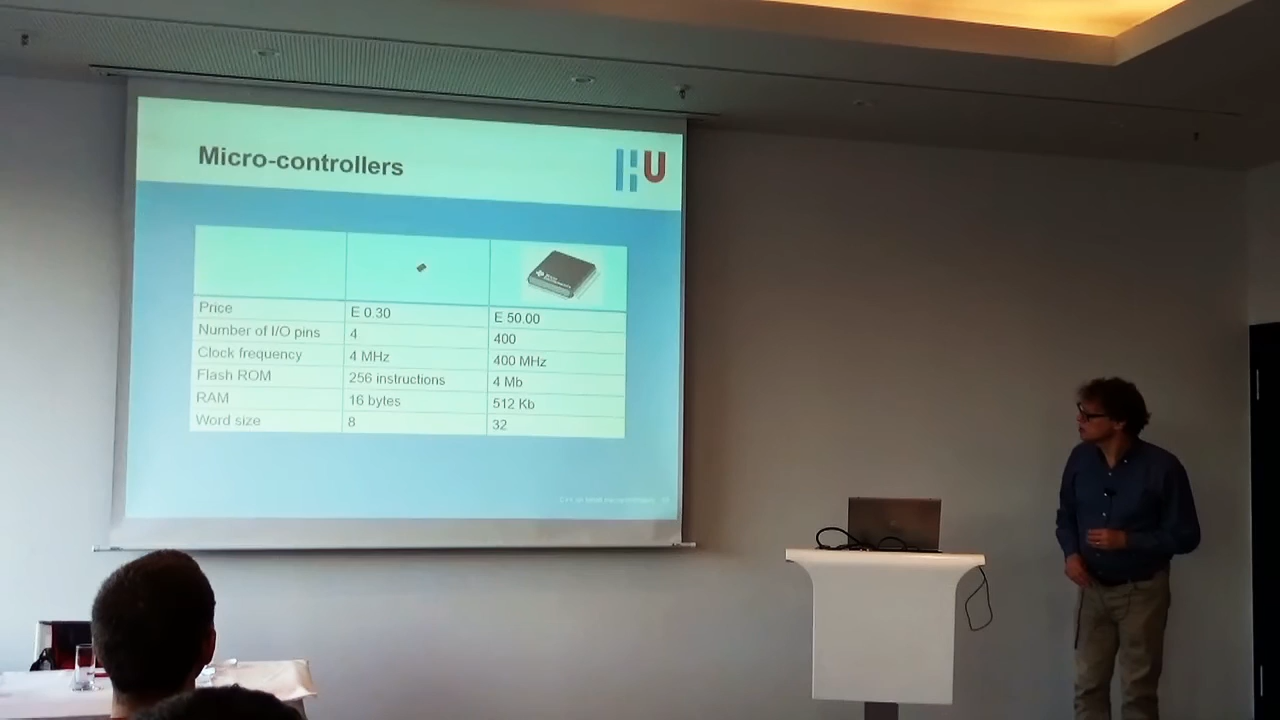 Micro-controllers
HU
Price E 0.30 E 50.00
Number of I/O pins 4 400
Clock frequency 4 MHz 400 MHz
Flash ROM 256 instructions 4 Mb
RAM 16 bytes 512 Kb
Word size 8 32